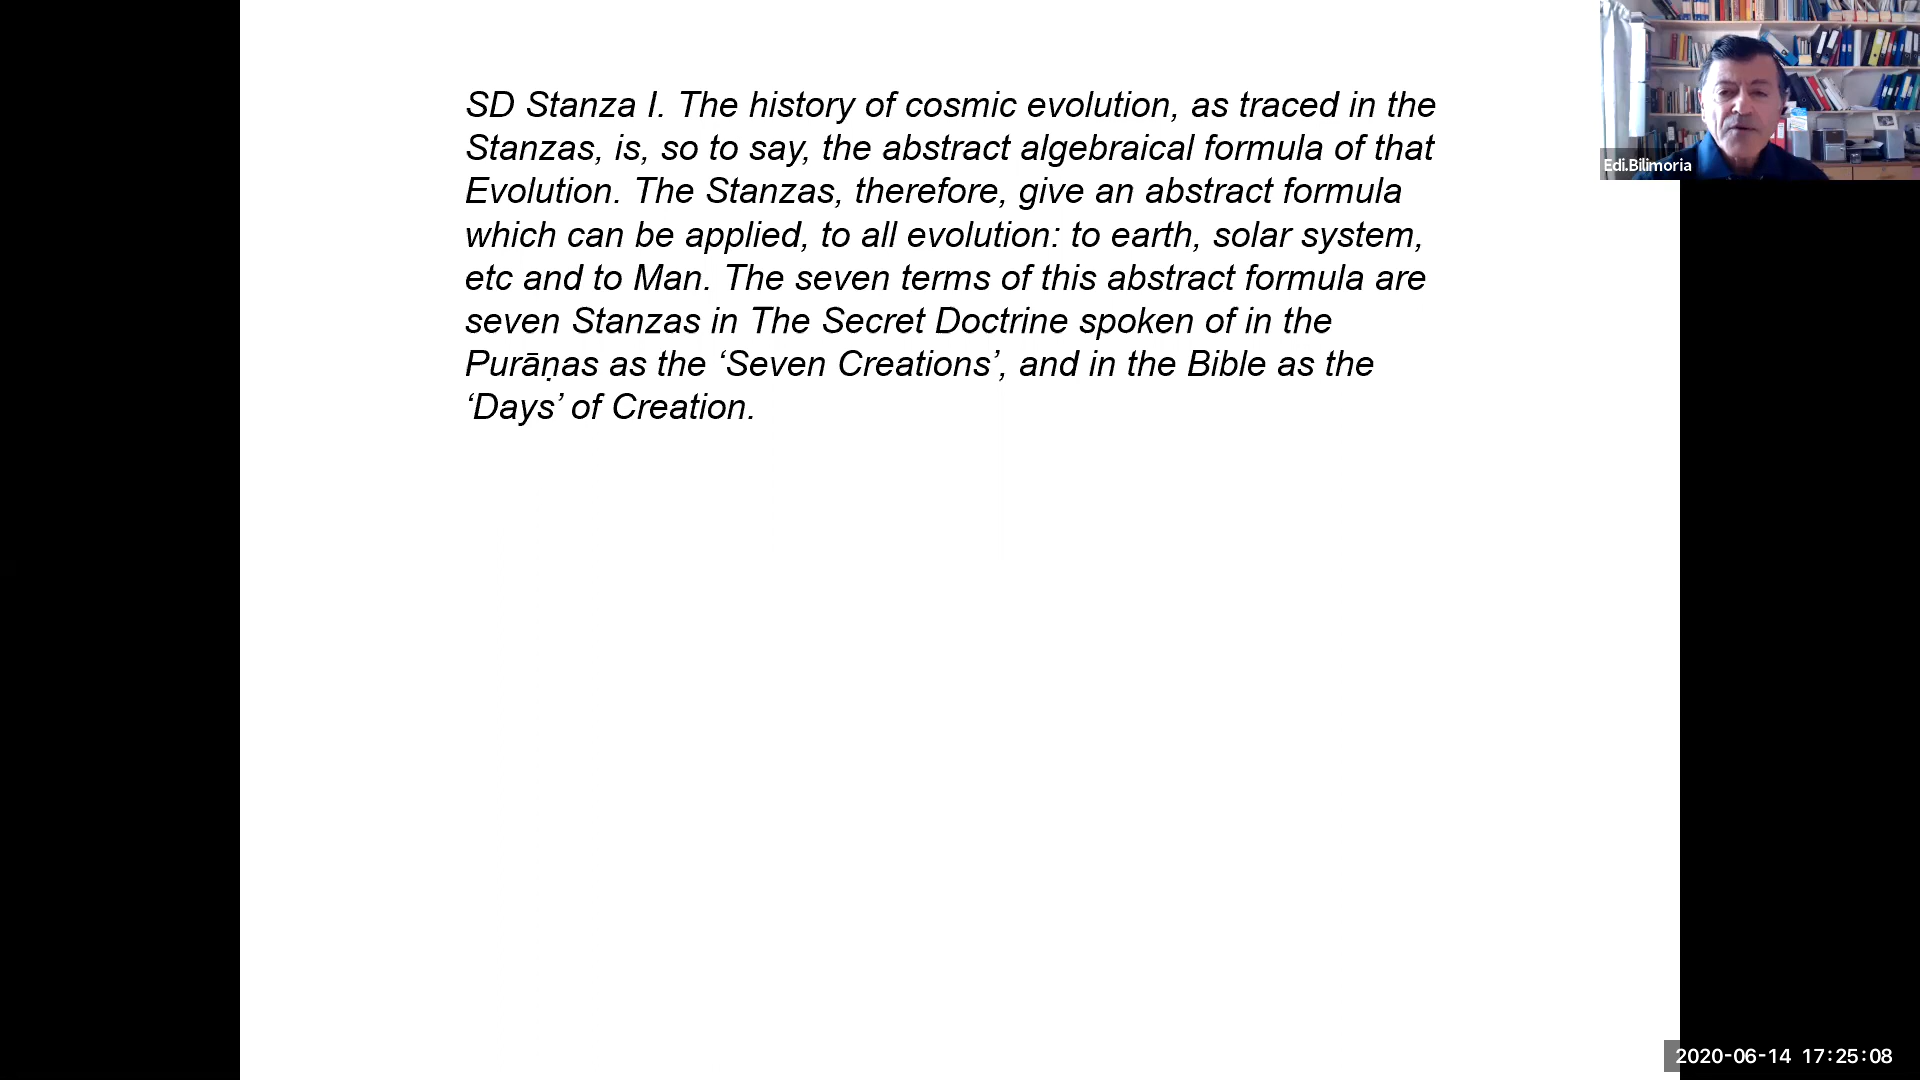 SD Stanza I. The history of cosmic evolution, as traced in the
Stanzas, is, so to say, the abstract algebraical formula of that
Evolution. The Stanzas, therefore, give an abstract formula
which can be applied, to all evolution: to earth, solar system,
etc and to Man. The seven terms of this abstract formula are
seven Stanzas in The Secret Doctrine spoken of in the
Purāṇas as the ‘Seven Creations’, and in the Bible as the
‘Days’ of Creation.
Edi.Bilimoria
2020-06-14 17:25:08